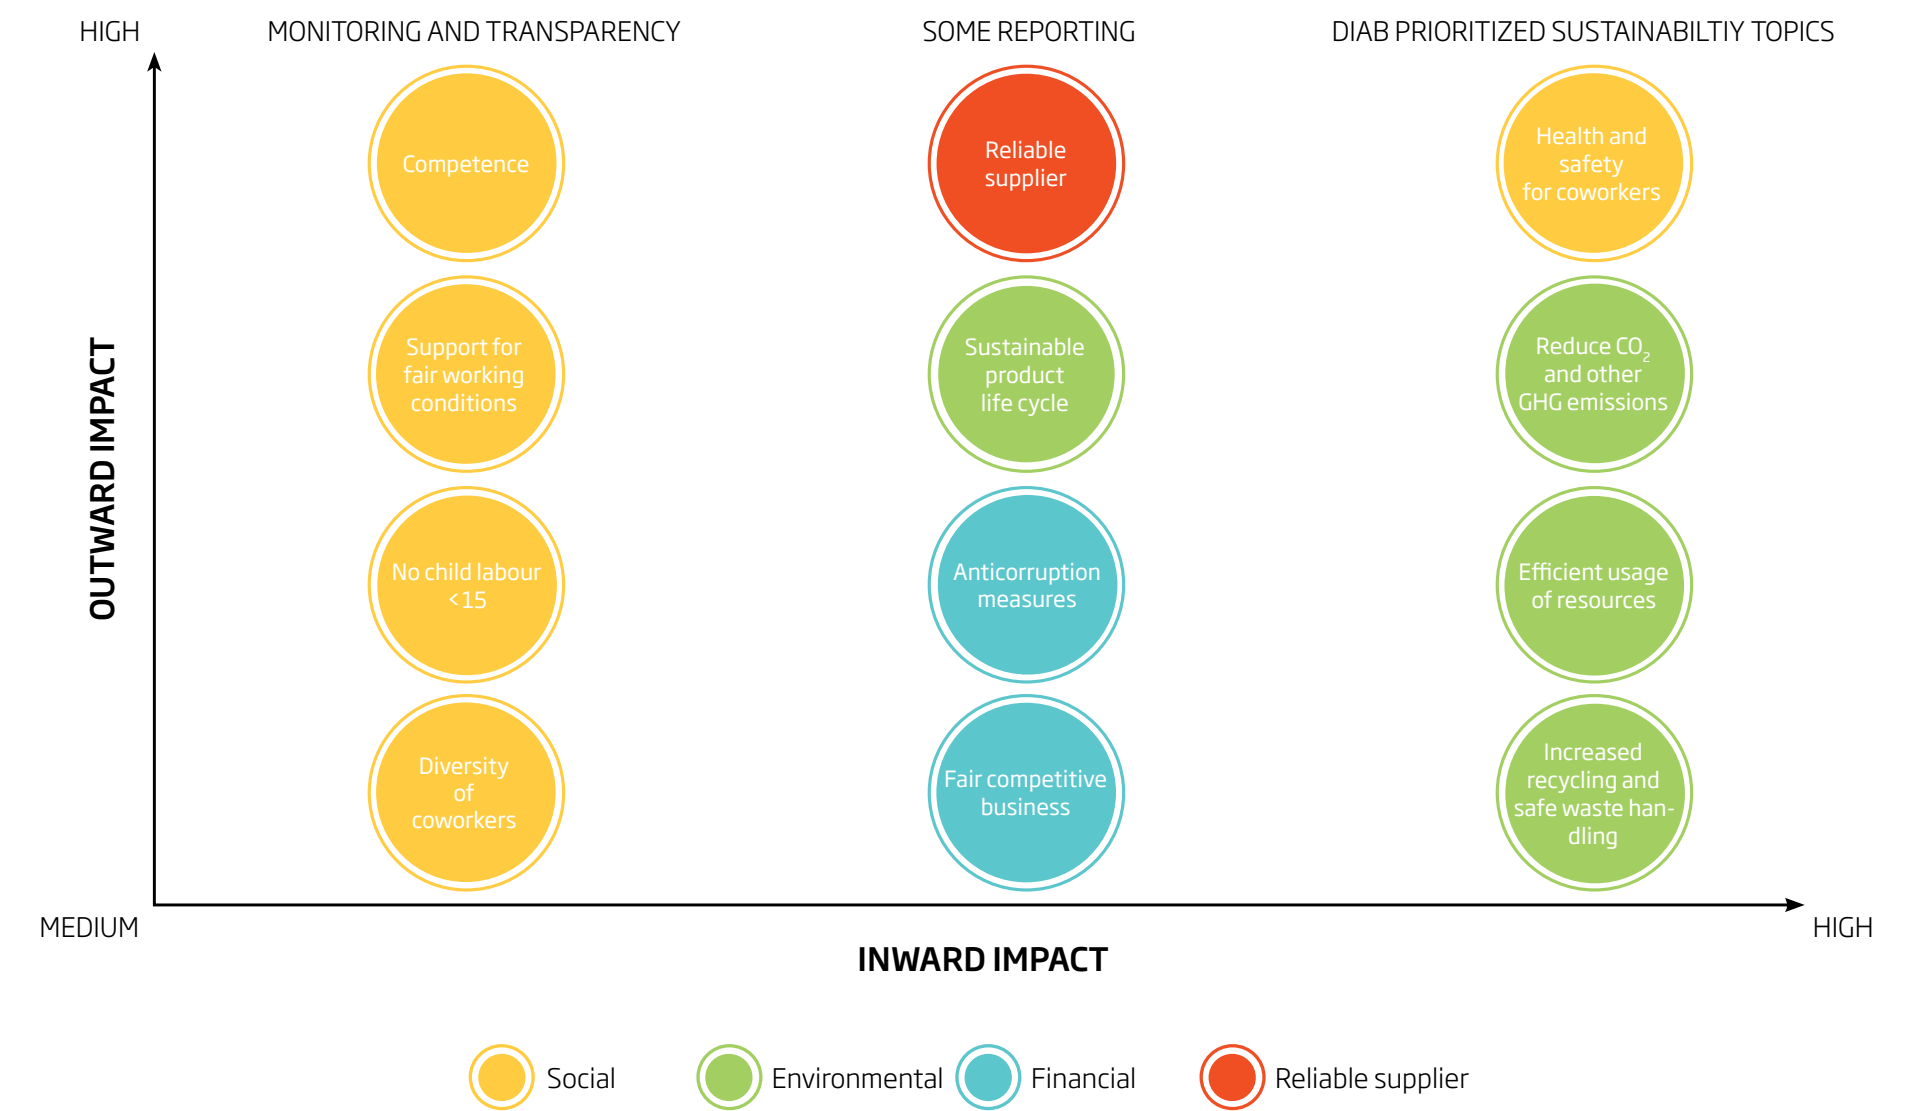 HIGH
MONITORING AND TRANSPARENCY
SOME REPORTING
DIAB PRIORITIZED SUSTAINABILTIY TOPICS
Competence
Reliable
supplier
Health and
safety
for coworkers
Support for
fair working
conditions
Sustainable
product
life cycle
Reduce CO₂
and other
GHG emissions
No child labour
<15
Anticorruption
measures
Efficient usage
of resources
Diversity
of
coworkers
Fair competitive
business
Increased
recycling and
safe waste han-
dling
OUTWARD IMPACT
MEDIUM
HIGH
INWARD IMPACT
Social
Environmental
Financial
Reliable supplier